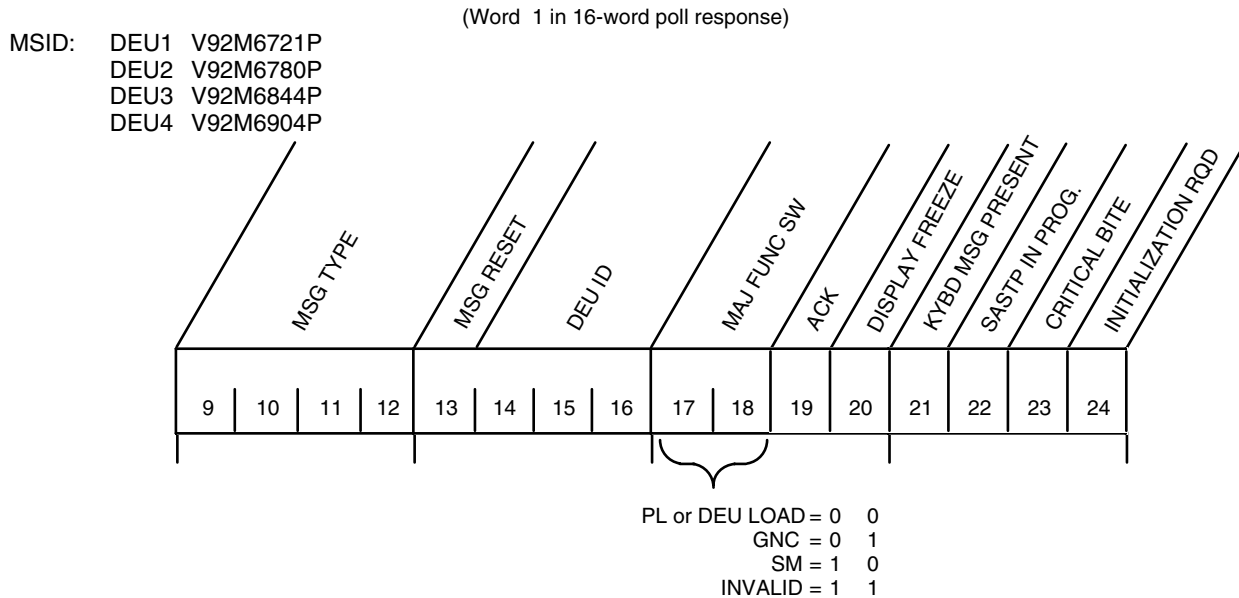 (Word 1 in 16-word poll response)
MSID: DEU1 V92M6721P
DEU2 V92M6780P
DEU3 V92M6844P
DEU4 V92M6904P
MSG TYPE
MSG RESET
DEU ID
MAJ FUNC SW
ACK
DISPLAY FREEZE
KYBD MSG PRESENT
SASTP IN PROG.
CRITICAL BITE
INITIALIZATION RQD
9 10 11 12 13 14 15 16 17 18 19 20 21 22 23 24
PL or DEU LOAD = 0 0
GNC = 0 1
SM = 1 0
INVALID = 1 1